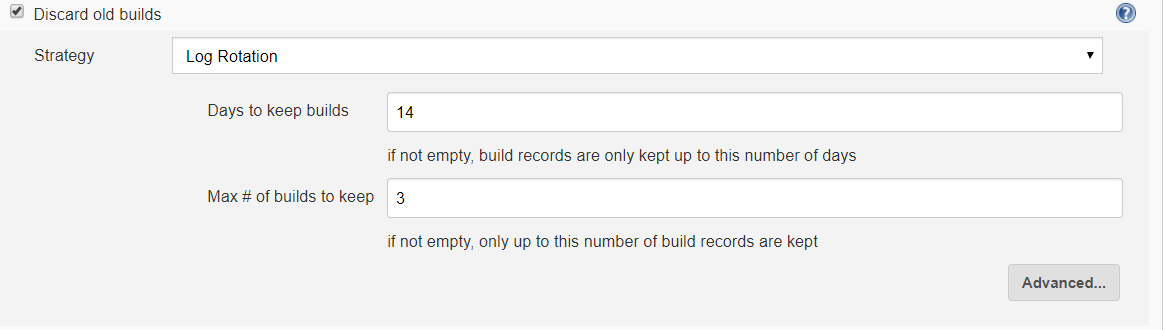 Discard old builds
?
Strategy
Log Rotation
Days to keep builds
14
if not empty, build records are only kept up to this number of days
Max # of builds to keep
3
if not empty, only up to this number of build records are kept
Advanced...